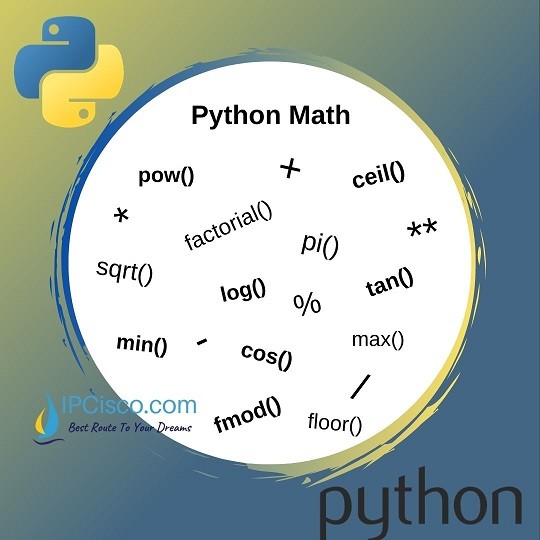 Python Math
pow()
+
ceil()
*
factorial()
pi()
**
sqrt()
log()
%
tan()
min()
-
cos()
max()
/
IPCisco.com
Best Route To Your Dreams
fmod()
floor()
python